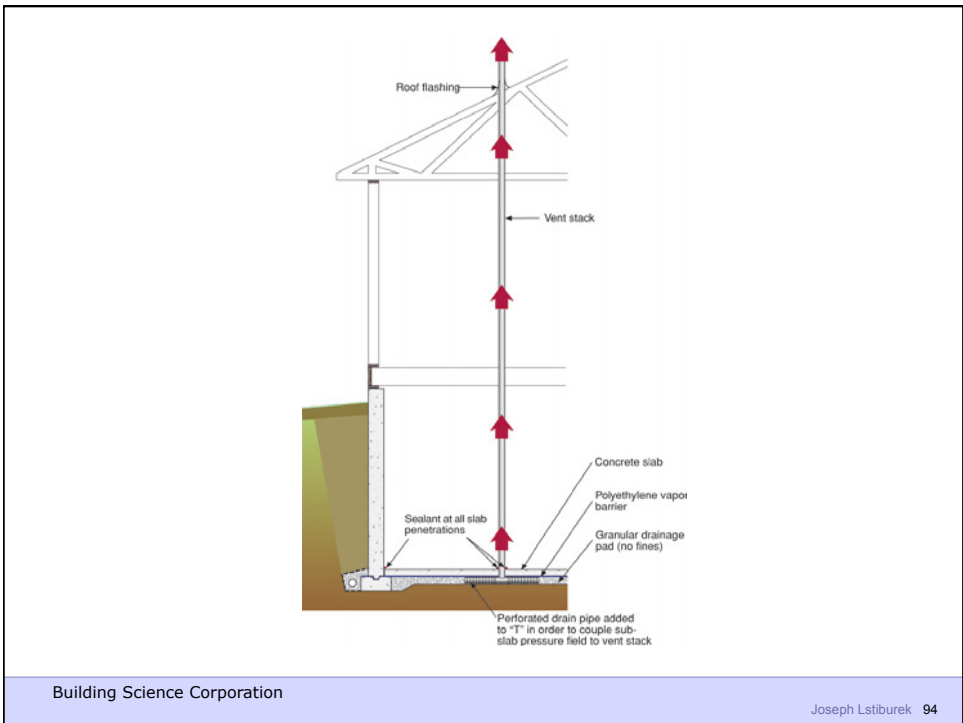 Roof flashing
Vent stack
Concrete slab
Polyethylene vapor
barrier
Sealant at all slab
penetrations
Granular drainage
pad (no fines)
Perforated drain pipe added
to "T" in order to couple sub-
slab pressure field to vent stack
Building Science Corporation
Joseph Lstiburek 94